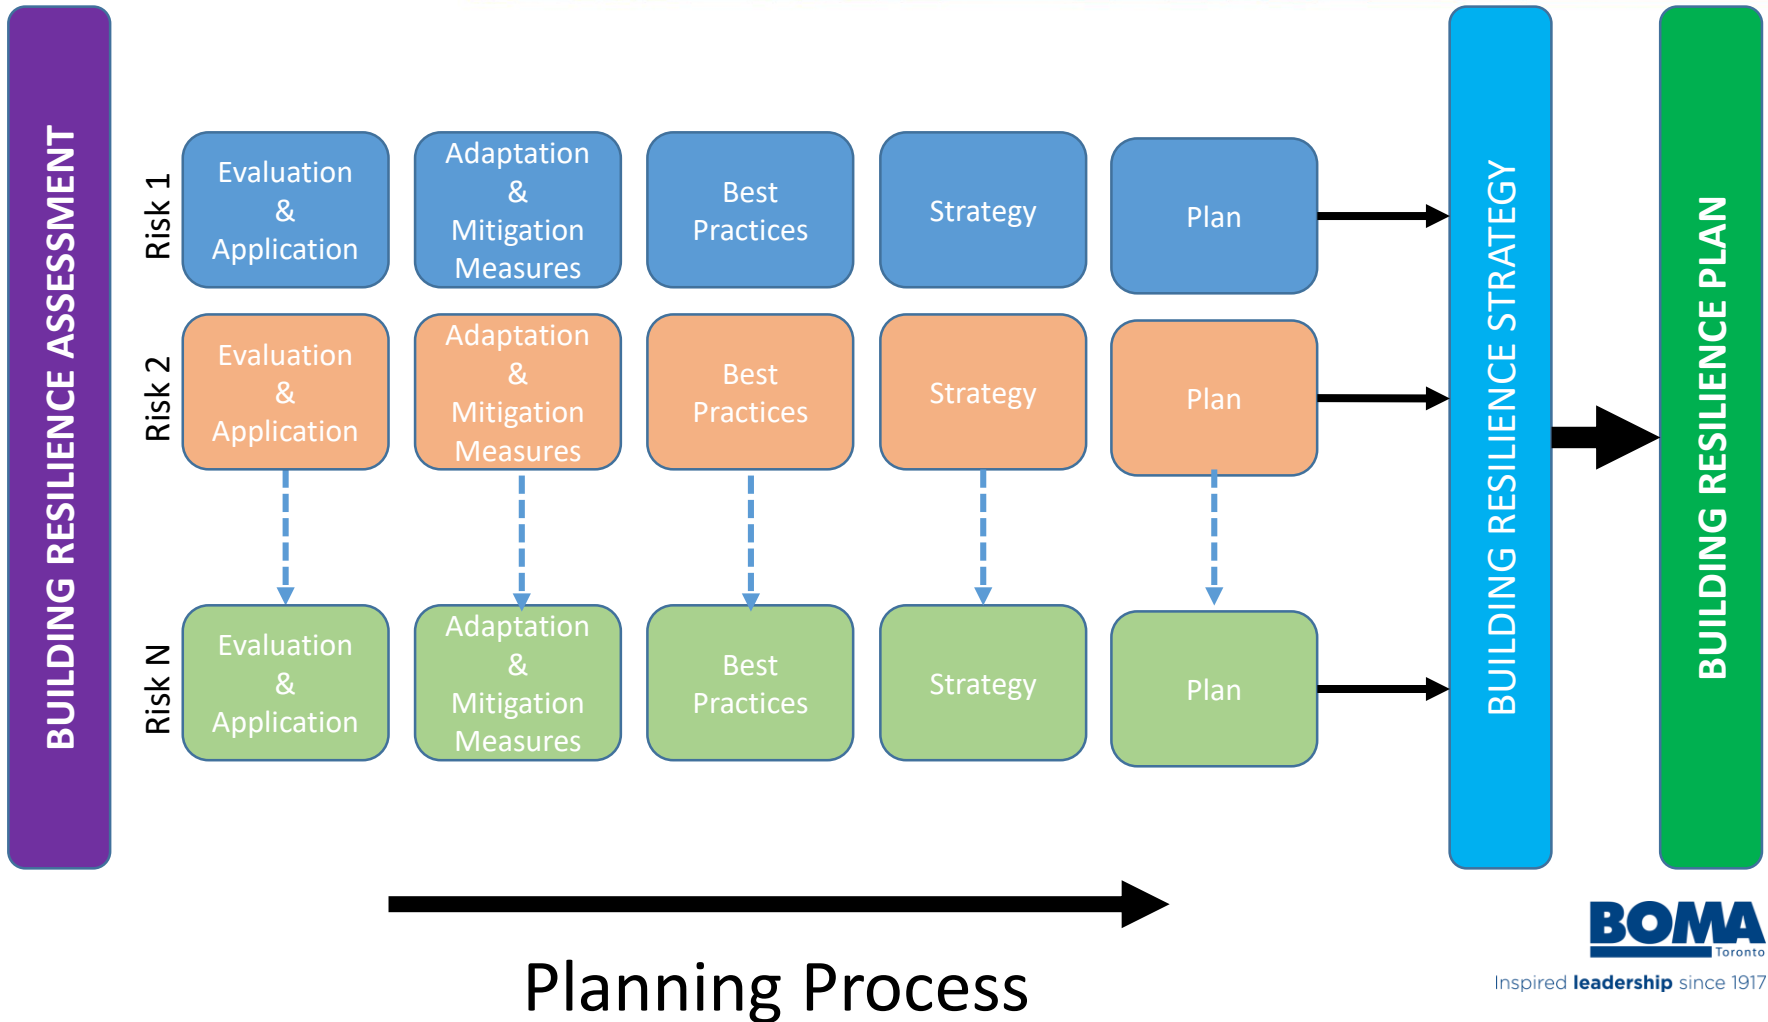 BUILDING RESILIENCE ASSESSMENT
Risk 1
Evaluation
&
Application
Adaptation
&
Mitigation
Measures
Best
Practices
Strategy
Plan
Risk 2
Evaluation
&
Application
Adaptation
&
Mitigation
Measures
Best
Practices
Strategy
Plan
Risk N
Evaluation
&
Application
Adaptation
&
Mitigation
Measures
Best
Practices
Strategy
Plan
BUILDING RESILIENCE STRATEGY
BUILDING RESILIENCE PLAN
Planning Process
BOMA
Toronto
Inspired leadership since 1917